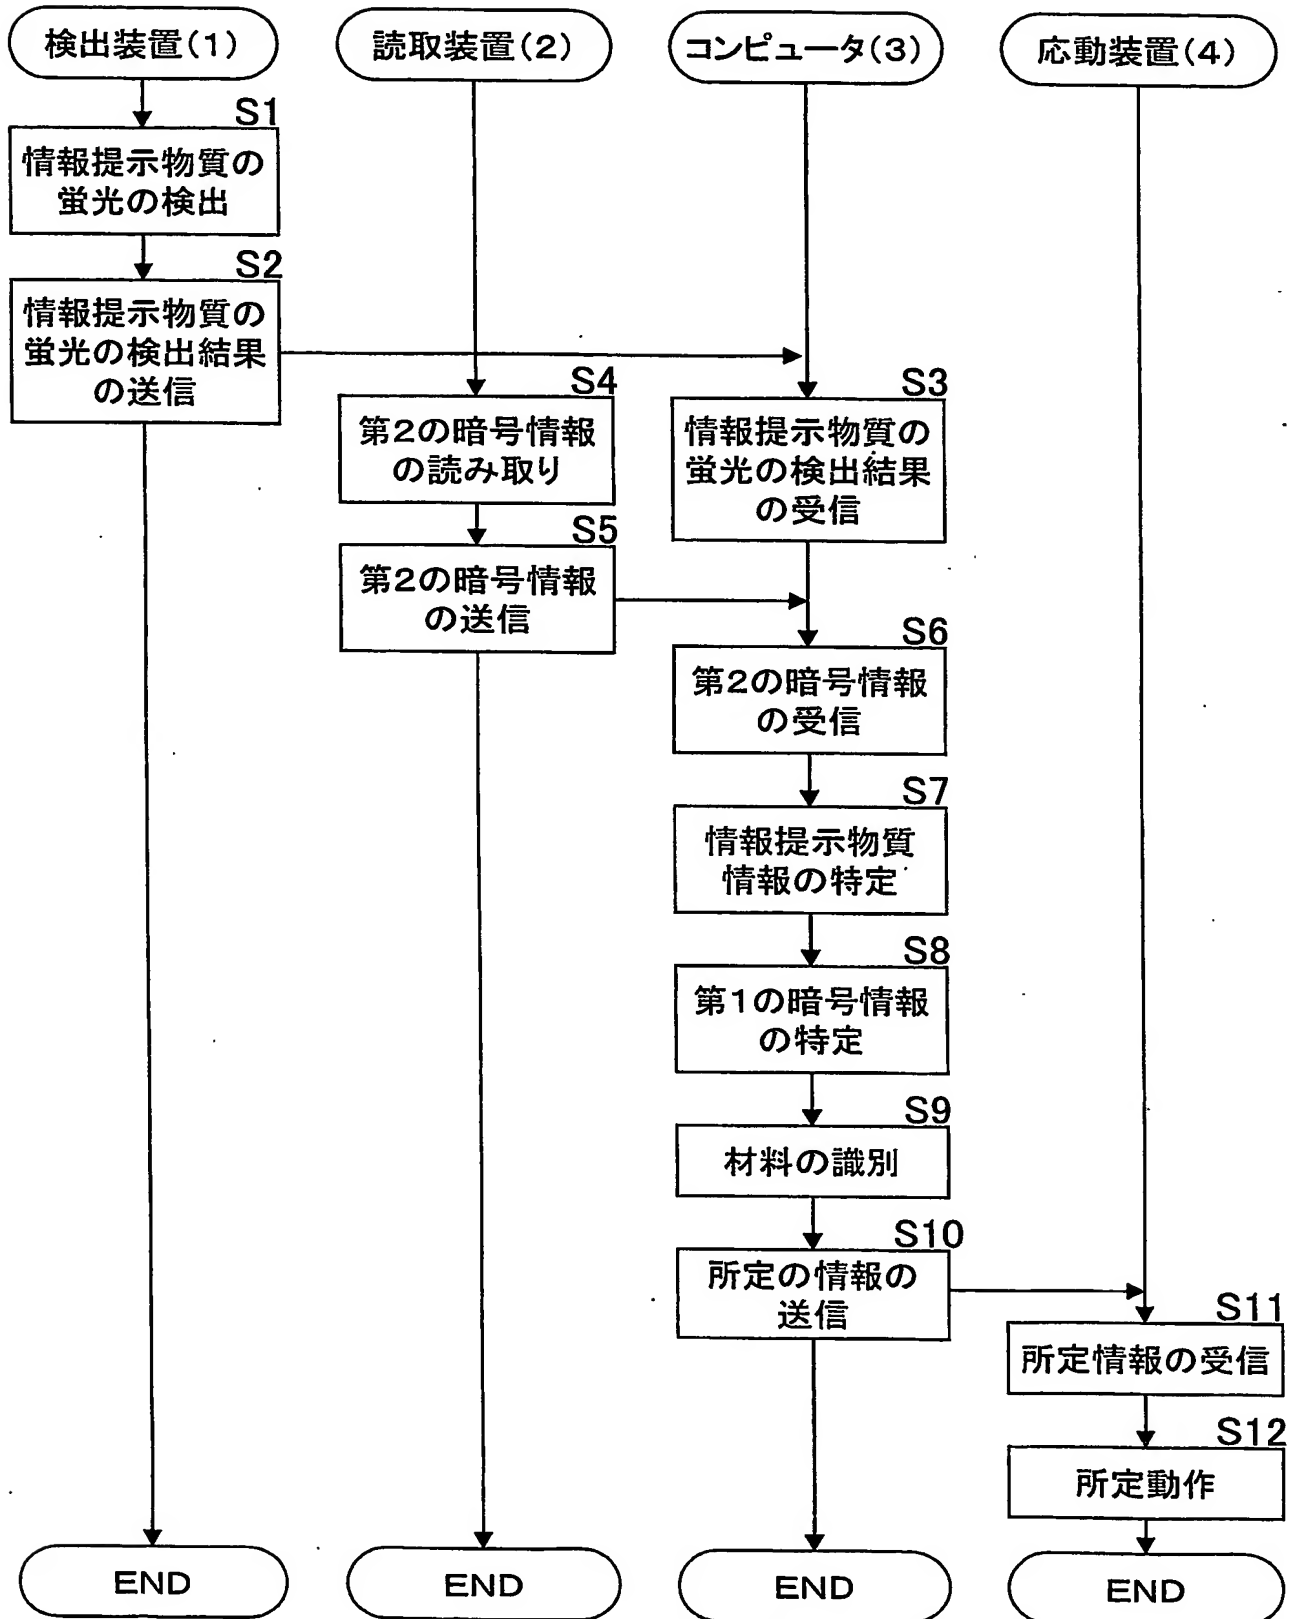 検出装置(1)
読取装置(2)
コンピュータ(3)
応動装置(4)
S1
情報提示物質の
蛍光の検出
S2
情報提示物質の
蛍光の検出結果
の送信
S4
第2の暗号情報
の読み取り
S3
情報提示物質の
蛍光の検出結果
の受信
S5
第2の暗号情報
の送信
S6
第2の暗号情報
の受信
S7
情報提示物質
情報の特定
S8
第1の暗号情報
の特定
S9
材料の識別
S10
所定の情報の
送信
S11
所定情報の受信
S12
所定動作
END
END
END
END